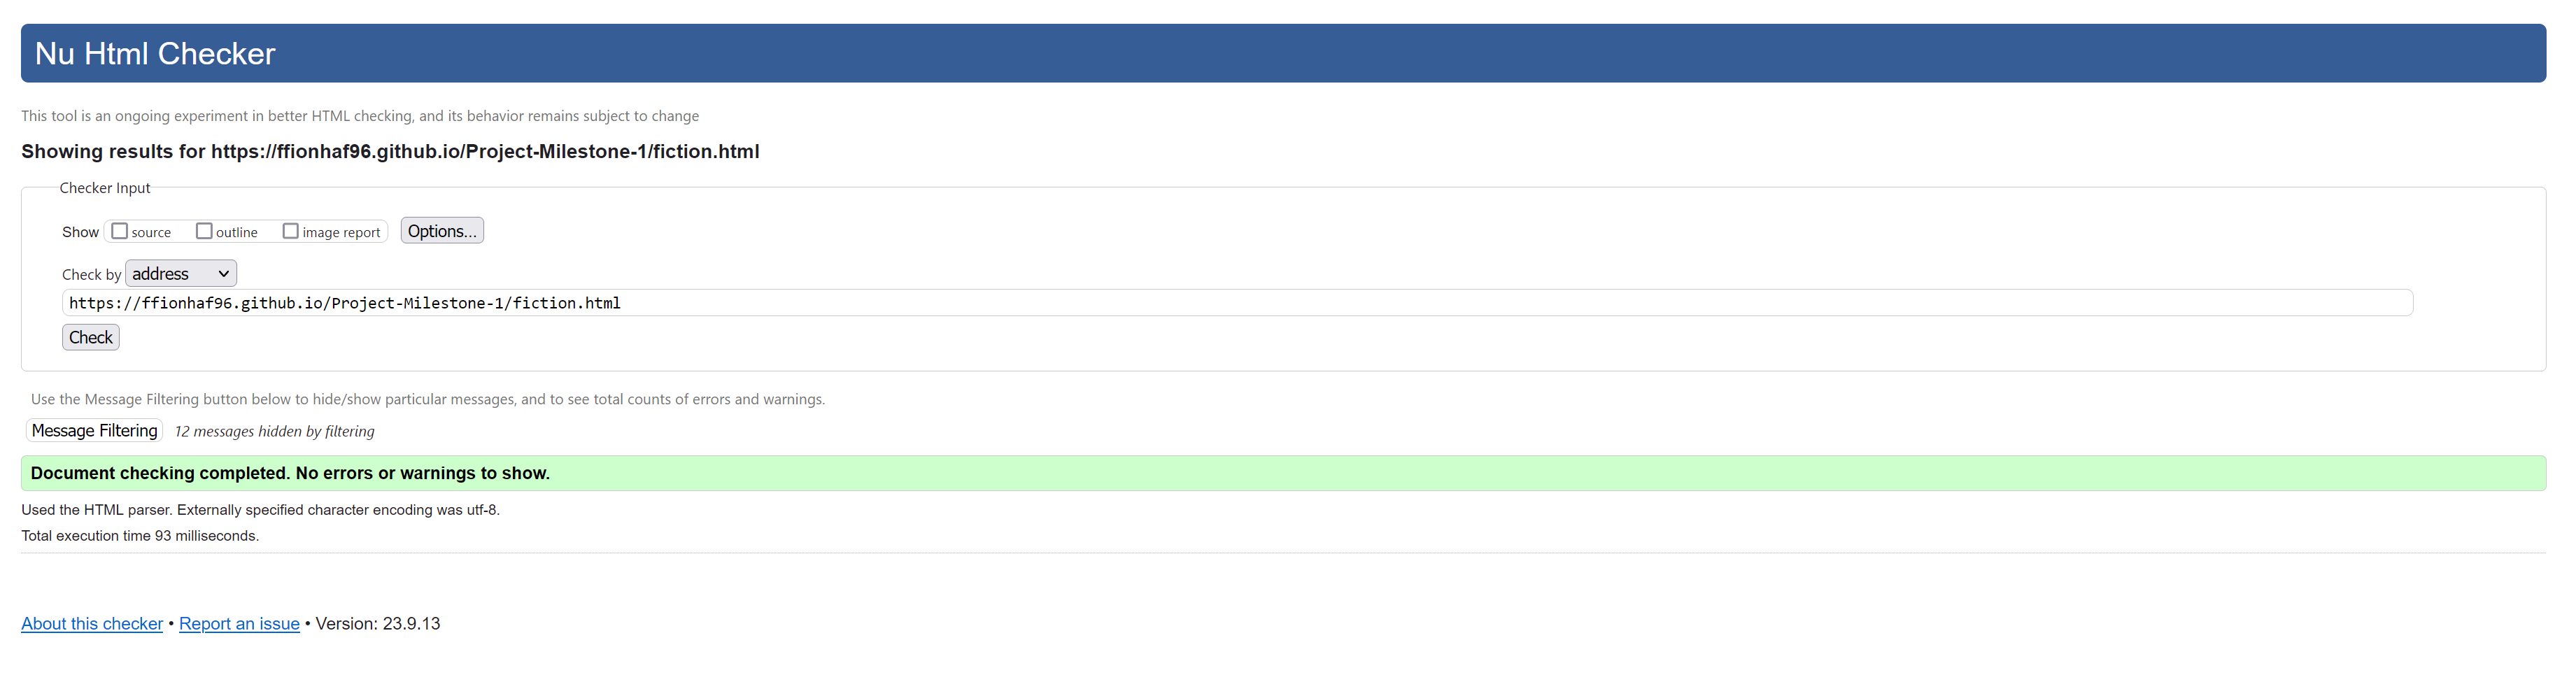 Nu Html Checker
This tool is an ongoing experiment in better HTML checking, and its behavior remains subject to change
Showing results for https://ffionhaf96.github.io/Project-Milestone-1/fiction.html
Checker Input
Show source outline image report Options...
Check by address
https://ffionhaf96.github.io/Project-Milestone-1/fiction.html
Check
Use the Message Filtering button below to hide/show particular messages, and to see total counts of errors and warnings.
Message Filtering 12 messages hidden by filtering
Document checking completed. No errors or warnings to show.
Used the HTML parser. Externally specified character encoding was utf-8.
Total execution time 93 milliseconds.
About this checker • Report an issue • Version: 23.9.13